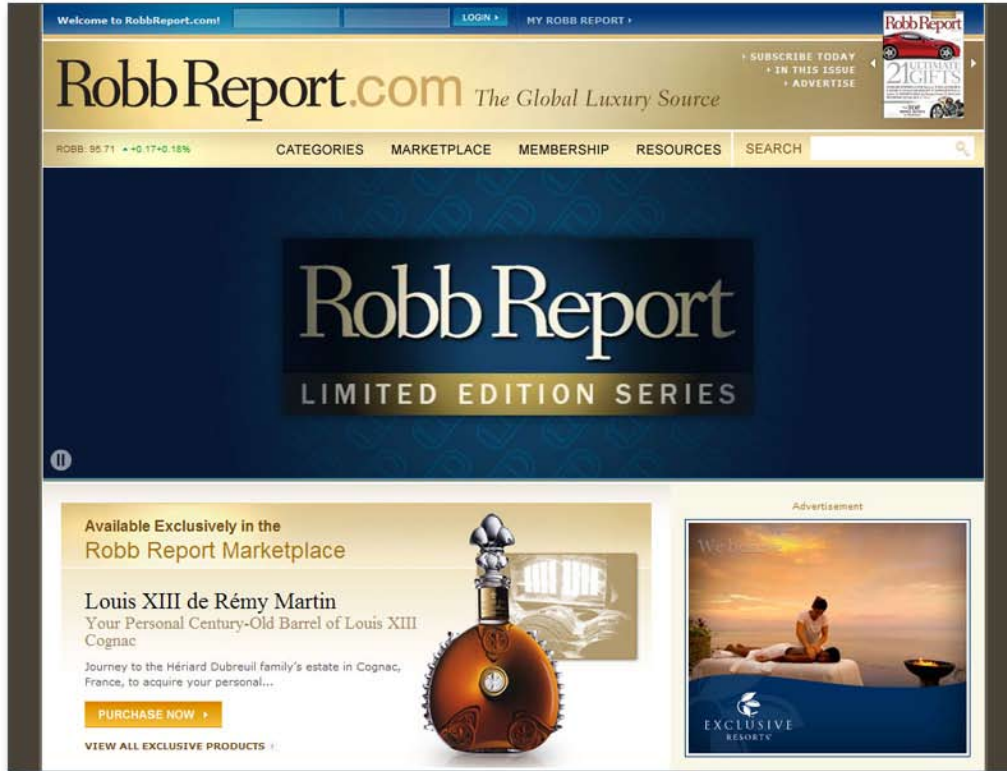 Welcome to RobbReport.com!
LOGIN
MY ROBB REPORT
RobbReport.com The Global Luxury Source
SUBSCRIBE TODAY
IN THIS ISSUE
ADVERTISE
Robb Report
21 ULTIMATE
GIFTS
ROBB: 95.71 +0.17+0.18%
CATEGORIES MARKETPLACE MEMBERSHIP RESOURCES SEARCH
Robb Report
LIMITED EDITION SERIES
Available Exclusively in the
Robb Report Marketplace
Louis XIII de Rémy Martin
Your Personal Century-Old Barrel of Louis XIII
Cognac
Journey to the Hériard Dubreuil family's estate in Cognac,
France, to acquire your personal...
PURCHASE NOW
VIEW ALL EXCLUSIVE PRODUCTS
Advertisement
We
EXCLUSIVE
RESORTS